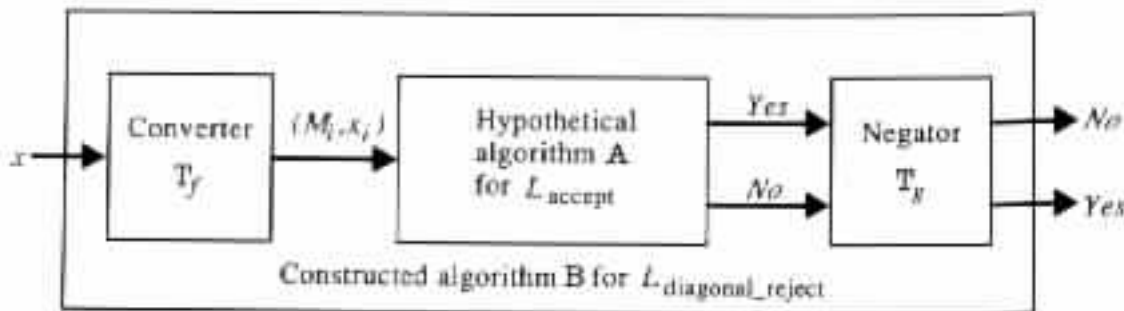 x
Converter
T_f
(M_i, x_i)
Hypothetical
algorithm A
for L_accept
Yes
No
Negator
T_g
No
Yes
Constructed algorithm B for L_diagonal_reject